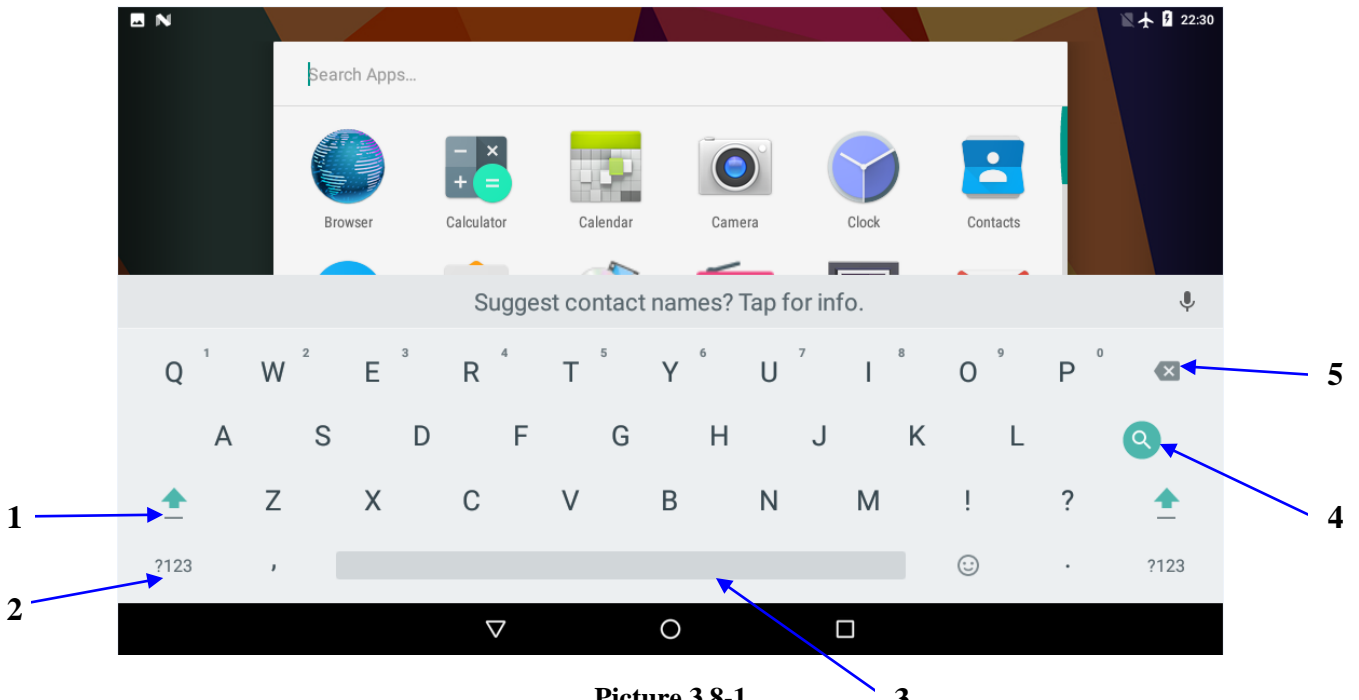 22:30
Search Apps...
Browser Calculator Calendar Camera Clock Contacts
Suggest contact names? Tap for info.
Q 1 W 2 E 3 R 4 T 5 Y 6 U 7 I 8 O 9 P 0
5
A S D F G H J K L
1
Z X C V B N M ! ?
4
?123 , . ?123
2
Picture 3.8-1
3